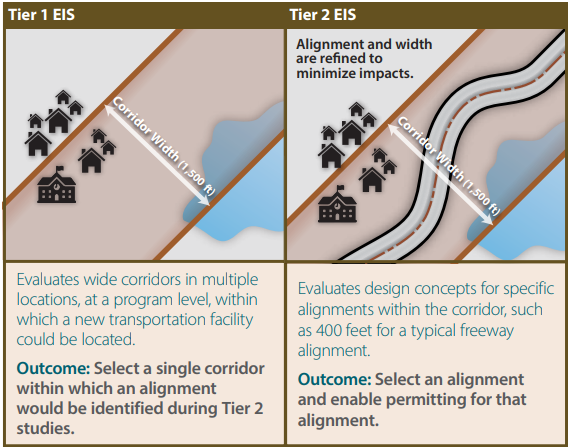 Tier 1 EIS
Corridor Width (1,500 ft)
Evaluates wide corridors in multiple
locations, at a program level, within
which a new transportation facility
could be located.
Outcome: Select a single corridor
within which an alignment
would be identified during Tier 2
studies.
Tier 2 EIS
Alignment and width
are refined to
minimize impacts.
Corridor Width (1,500 ft)
Evaluates design concepts for specific
alignments within the corridor, such
as 400 feet for a typical freeway
alignment.
Outcome: Select an alignment
and enable permitting for that
alignment.